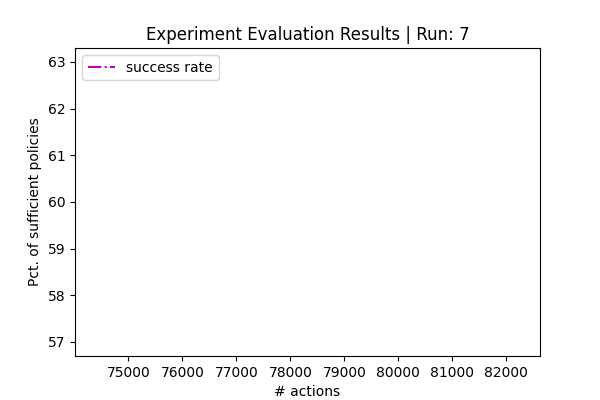 Experiment Evaluation Results | Run: 7
success rate
Pct. of sufficient policies
63
62
61
60
59
58
57
75000 76000 77000 78000 79000 80000 81000 82000
# actions